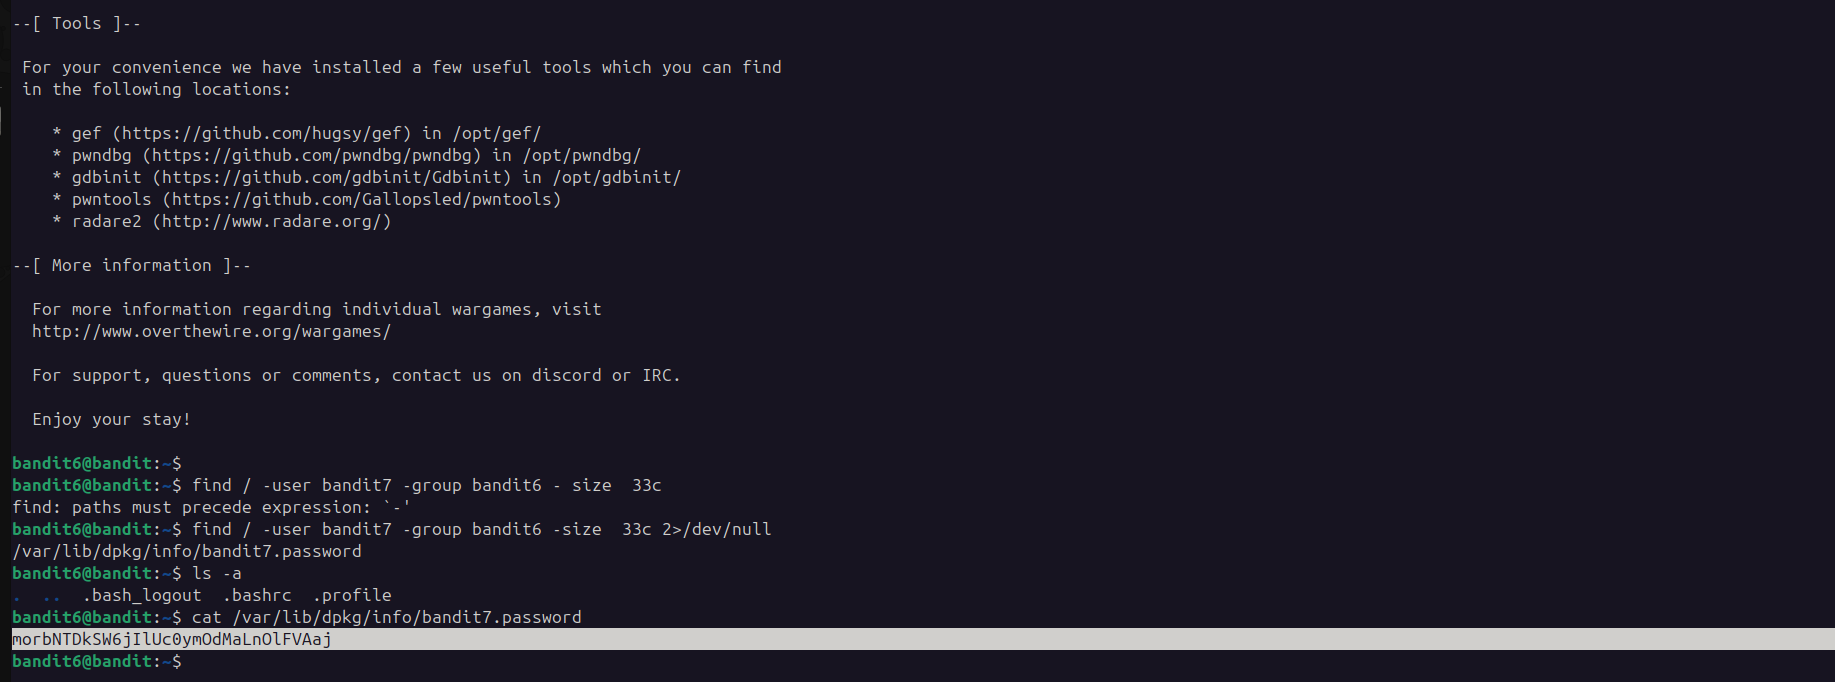 --[ Tools ]--
For your convenience we have installed a few useful tools which you can find
in the following locations:
* gef (https://github.com/hugsy/gef) in /opt/gef/
* pwndbg (https://github.com/pwndbg/pwndbg) in /opt/pwndbg/
* gdbinit (https://github.com/gdbinit/Gdbinit) in /opt/gdbinit/
* pwntools (https://github.com/Gallopsled/pwntools)
* radare2 (http://www.radare.org/)
--[ More information ]--
For more information regarding individual wargames, visit
http://www.overthewire.org/wargames/
For support, questions or comments, contact us on discord or IRC.
Enjoy your stay!
bandit6@bandit:~$
bandit6@bandit:~$ find / -user bandit7 -group bandit6 - size  33c
find: paths must precede expression: `-'
bandit6@bandit:~$ find / -user bandit7 -group bandit6 -size  33c 2>/dev/null
/var/lib/dpkg/info/bandit7.password
bandit6@bandit:~$ ls -a
.  ..  .bash_logout  .bashrc  .profile
bandit6@bandit:~$ cat /var/lib/dpkg/info/bandit7.password
morbNTDkSW6jIlUc0ymOdMaLnOlFVAaj
bandit6@bandit:~$